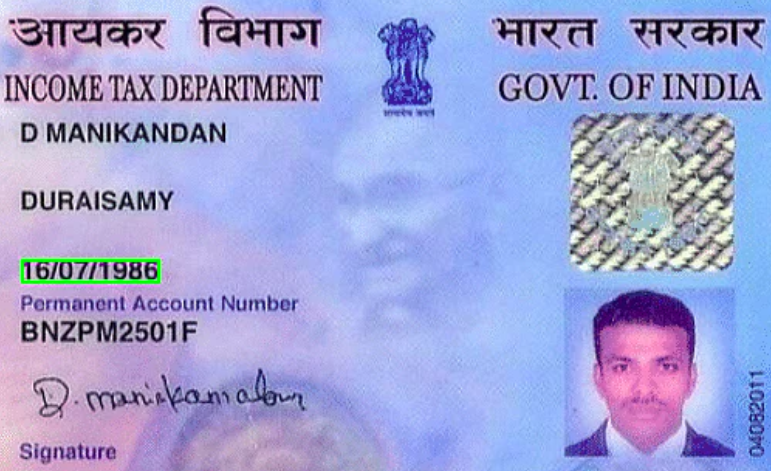 आयकर विभाग
भारत सरकार
INCOME TAX DEPARTMENT
GOVT. OF INDIA
सत्यमेव जयते
D MANIKANDAN
DURAISAMY
16/07/1986
Permanent Account Number
BNZPM2501F
D. manikandan
Signature
04082011